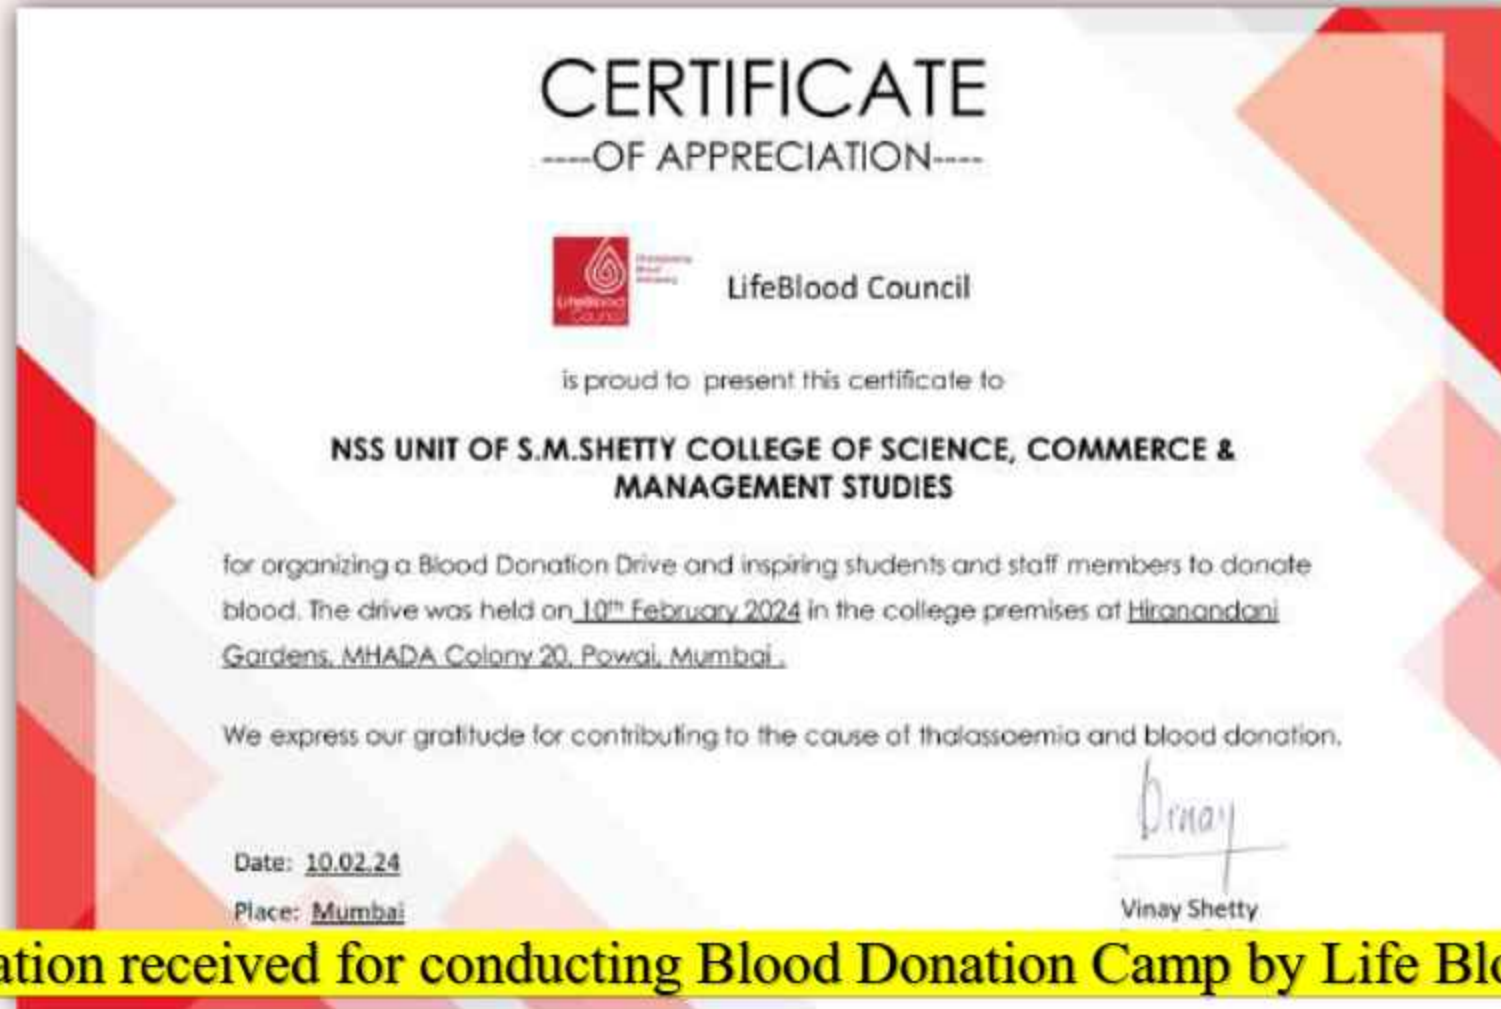 CERTIFICATE
----OF APPRECIATION----
LifeBlood
Council
LifeBlood Council
is proud to present this certificate to
NSS UNIT OF S.M.SHETTY COLLEGE OF SCIENCE, COMMERCE &
MANAGEMENT STUDIES
for organizing a Blood Donation Drive and inspiring students and staff members to donate
blood. The drive was held on 10th February 2024 in the college premises at Hiranandani
Gardens, MHADA Colony 20, Powai, Mumbai .
We express our gratitude for contributing to the cause of thalassaemia and blood donation.
Vinay
Date: 10.02.24
Place: Mumbai
Vinay Shetty
ation received for conducting Blood Donation Camp by Life Blo